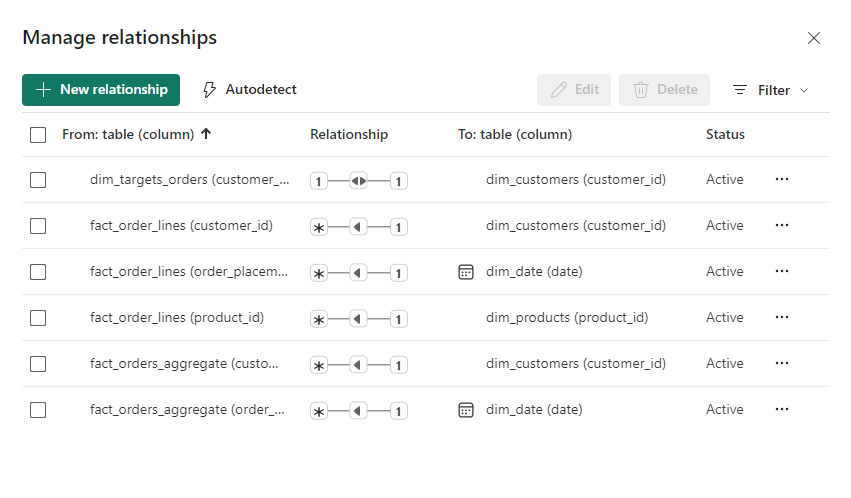 Manage relationships
New relationship Autodetect Edit Delete Filter
From: table (column) Relationship To: table (column) Status
dim_targets_orders (customer_... 1 1 dim_customers (customer_id) Active ...
fact_order_lines (customer_id) * 1 dim_customers (customer_id) Active ...
fact_order_lines (order_placem... * 1 dim_date (date) Active ...
fact_order_lines (product_id) * 1 dim_products (product_id) Active ...
fact_orders_aggregate (custo... * 1 dim_customers (customer_id) Active ...
fact_orders_aggregate (order_... * 1 dim_date (date) Active ...